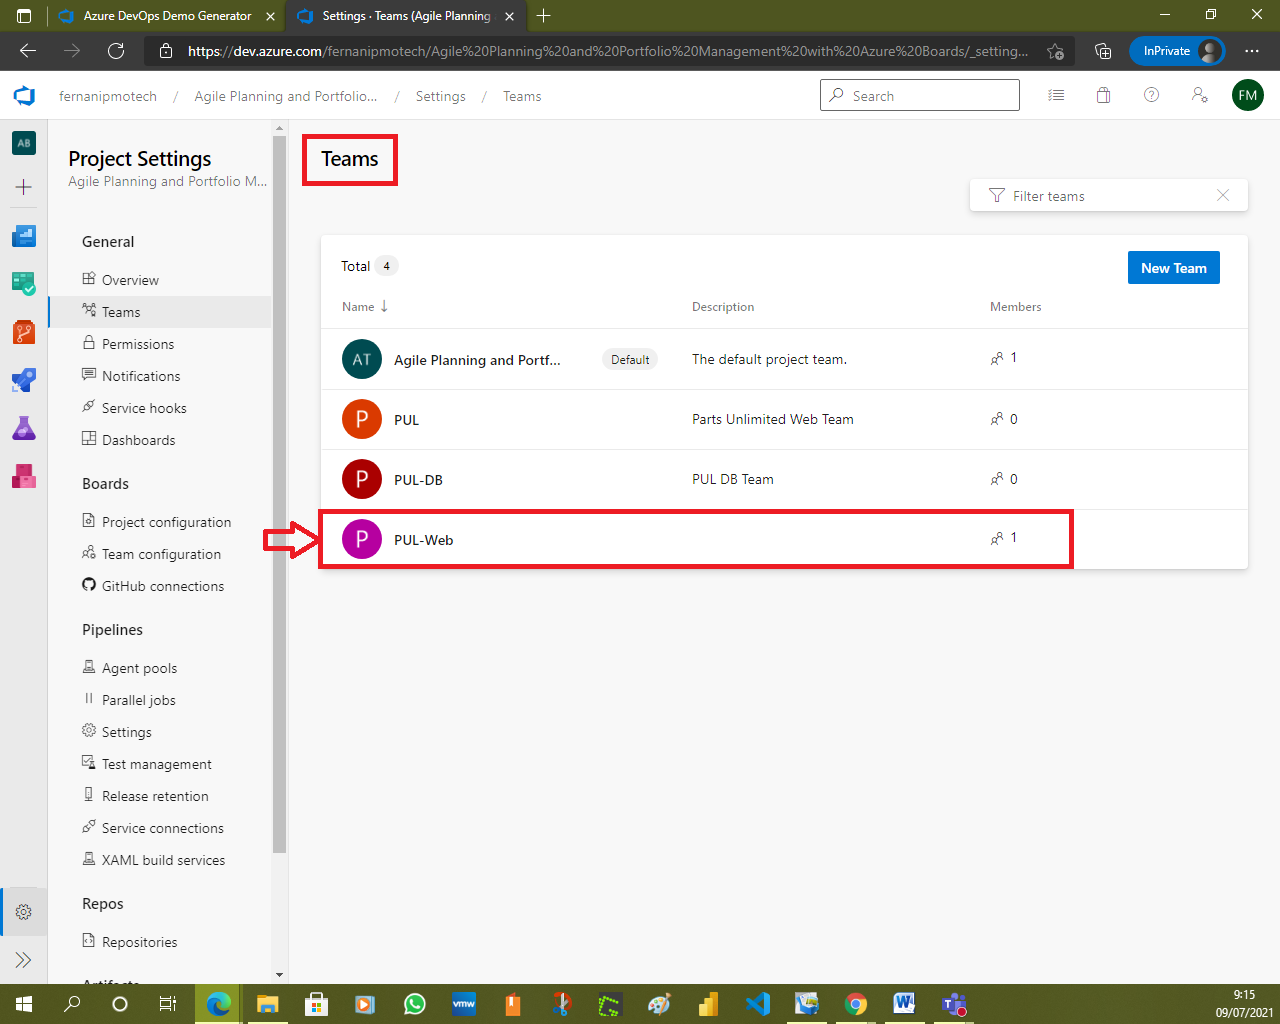 Azure DevOps Demo Generator
Settings · Teams (Agile Planning
https://dev.azure.com/fernanipmotech/Agile%20Planning%20and%20Portfolio%20Management%20with%20Azure%20Boards/_setting...
InPrivate
fernanipmotech / Agile Planning and Portfolio... / Settings / Teams
Search
FM
AB
Project Settings
Agile Planning and Portfolio M...
General
Overview
Teams
Permissions
Notifications
Service hooks
Dashboards
Boards
Project configuration
Team configuration
GitHub connections
Pipelines
Agent pools
Parallel jobs
Settings
Test management
Release retention
Service connections
XAML build services
Repos
Repositories
Artifacts
Teams
Filter teams
Total 4
New Team
Name Description Members
AT Agile Planning and Portf... Default The default project team. 1
P PUL Parts Unlimited Web Team 0
P PUL-DB PUL DB Team 0
P PUL-Web 1
vmw
9:15
09/07/2021